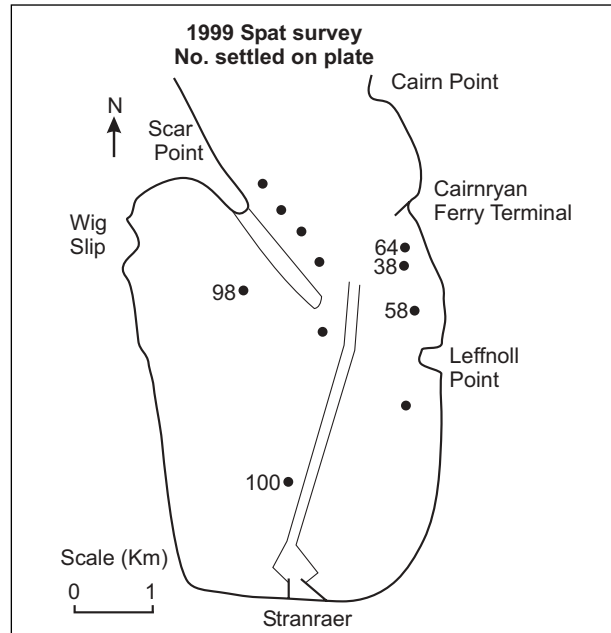 1999 Spat survey
No. settled on plate
Cairn Point
N
Scar
Point
Cairnryan
Ferry Terminal
Wig
Slip
64
38
98
58
Leffnoll
Point
100
Scale (Km)
0 1
Stranraer